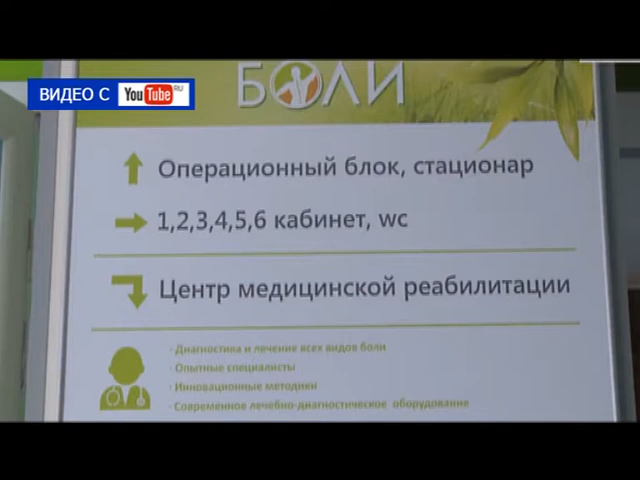 ВИДЕО С YouTube RU
БОЛИ
Операционный блок, стационар
1,2,3,4,5,6 кабинет, wc
Центр медицинской реабилитации
· Диагностика и лечение всех видов боли
· Опытные специалисты
· Инновационные методики
· Современное лечебно-диагностическое оборудование